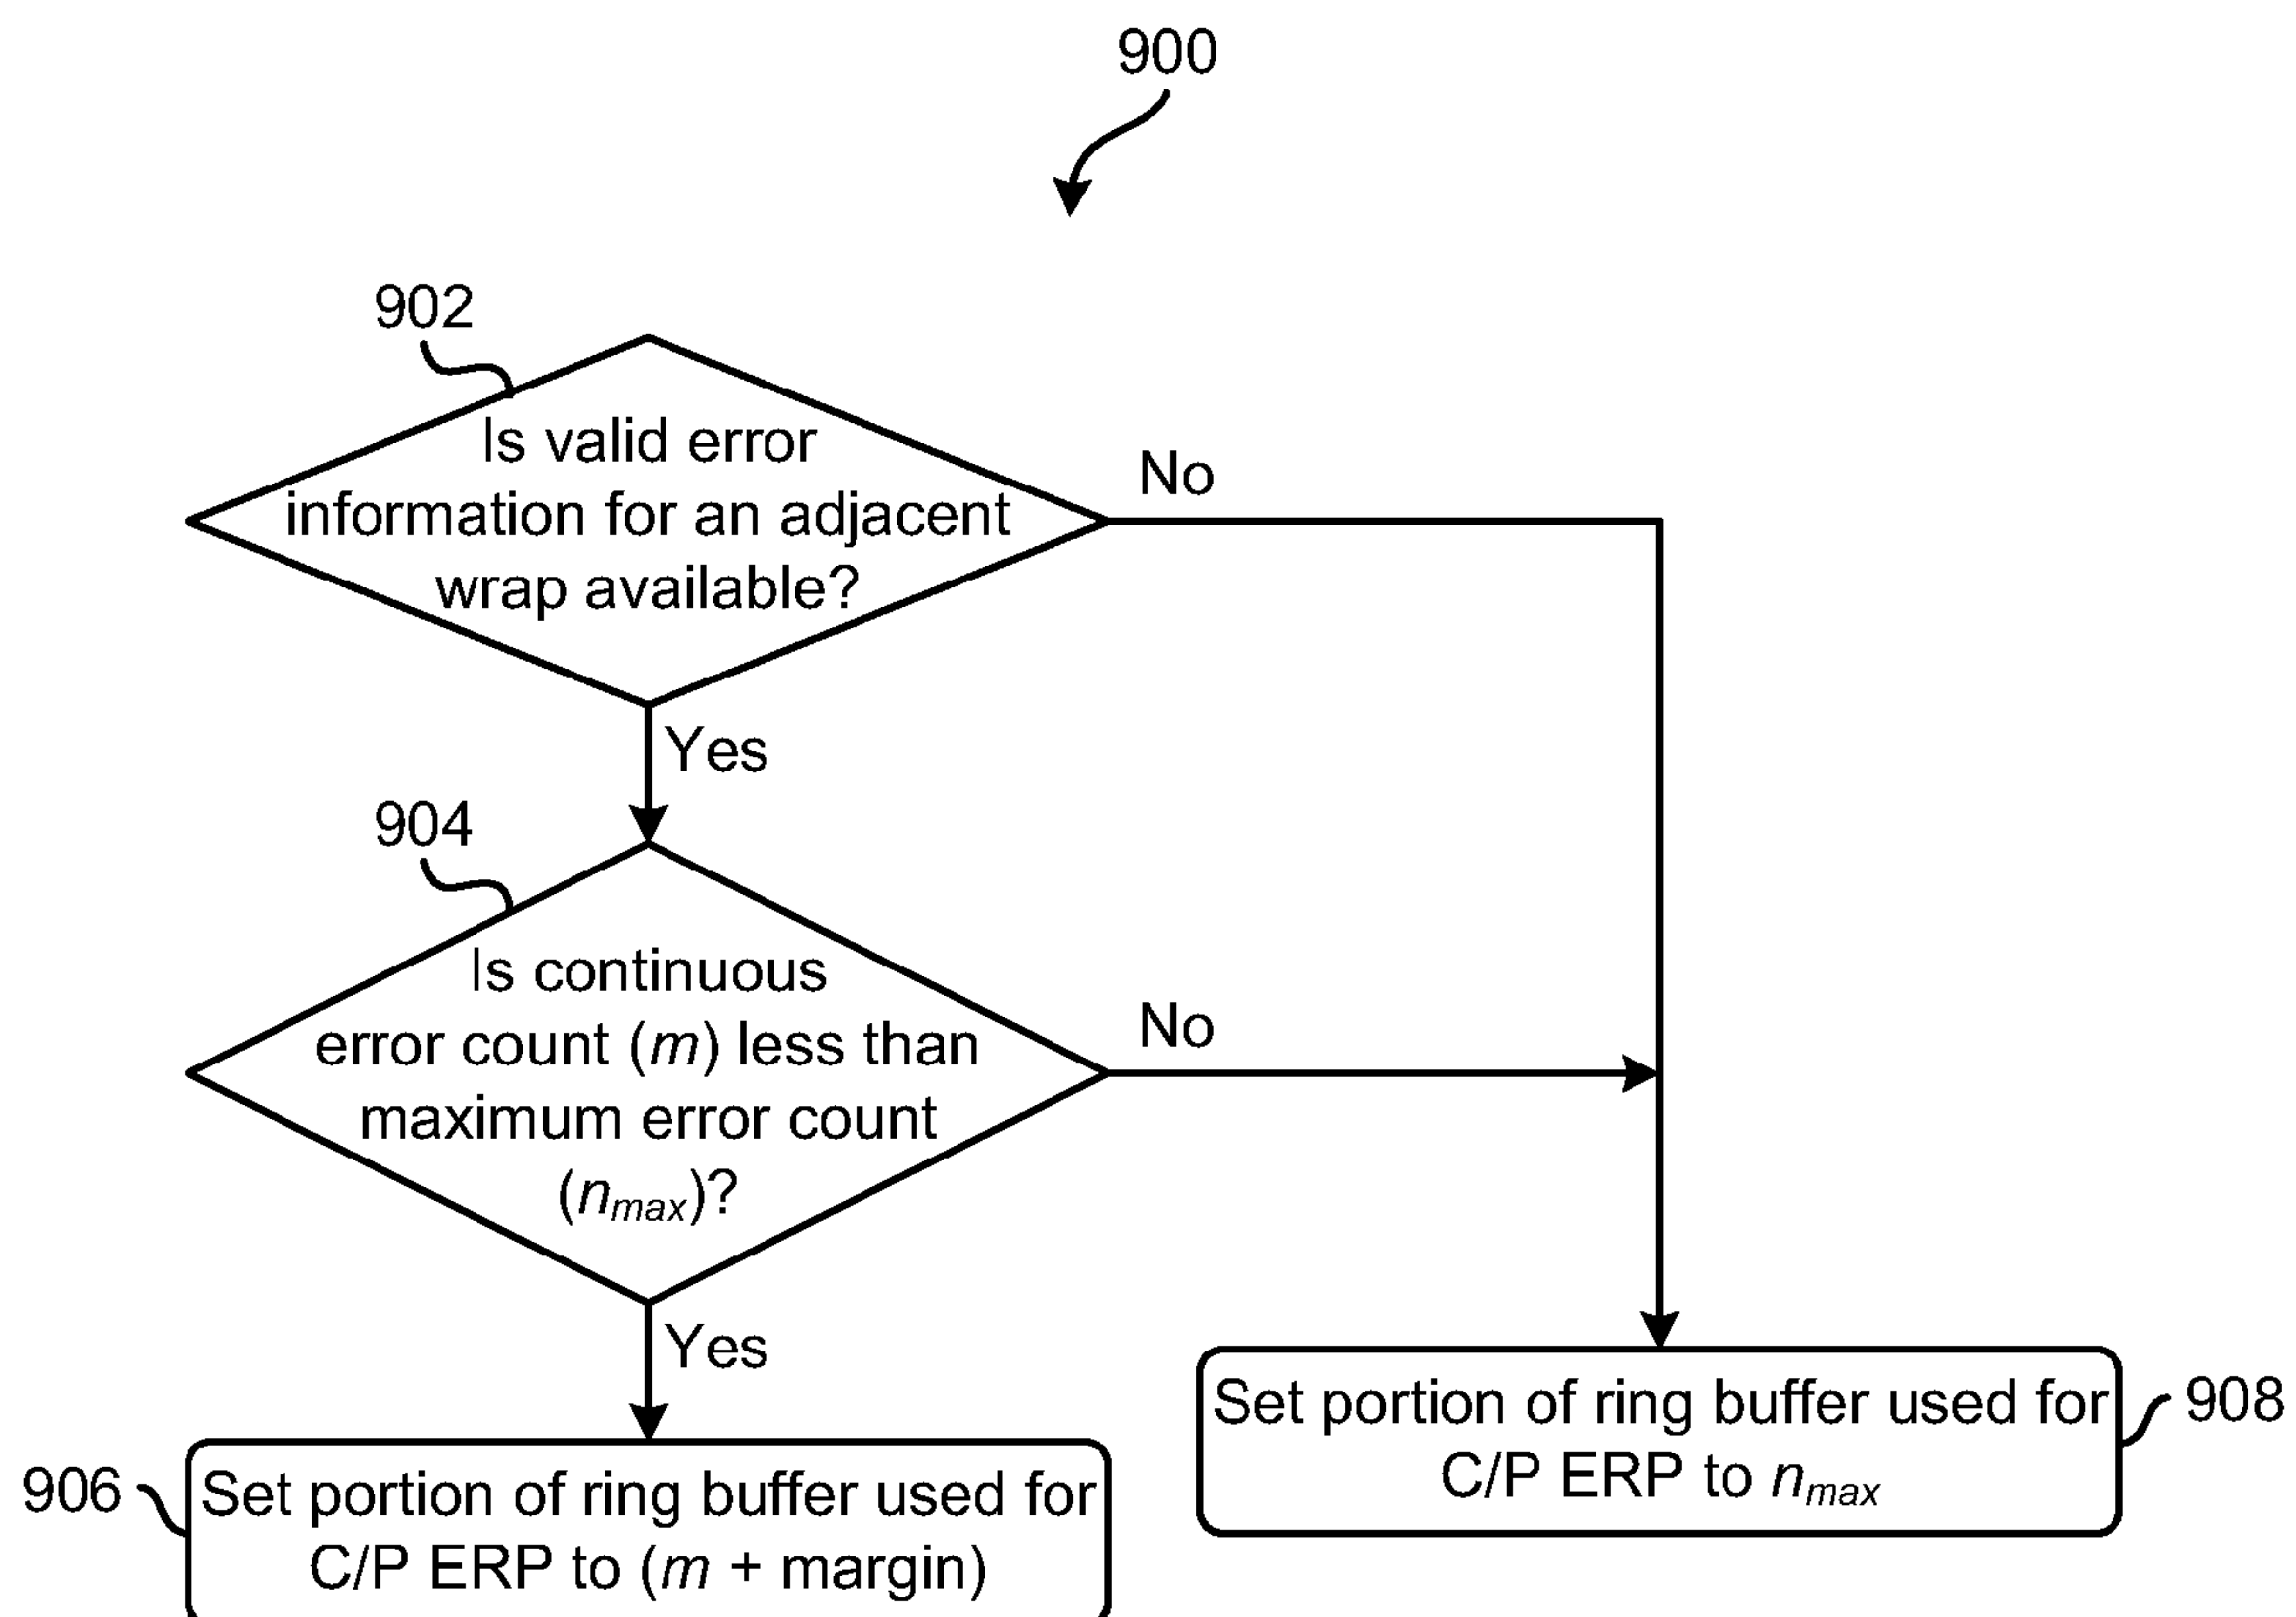 900
902
Is valid error
information for an adjacent
wrap available?
No
Yes
904
Is continuous
error count (m) less than
maximum error count
(nmax)?
No
Yes
906
Set portion of ring buffer used for
C/P ERP to (m + margin)
Set portion of ring buffer used for
C/P ERP to nmax
908